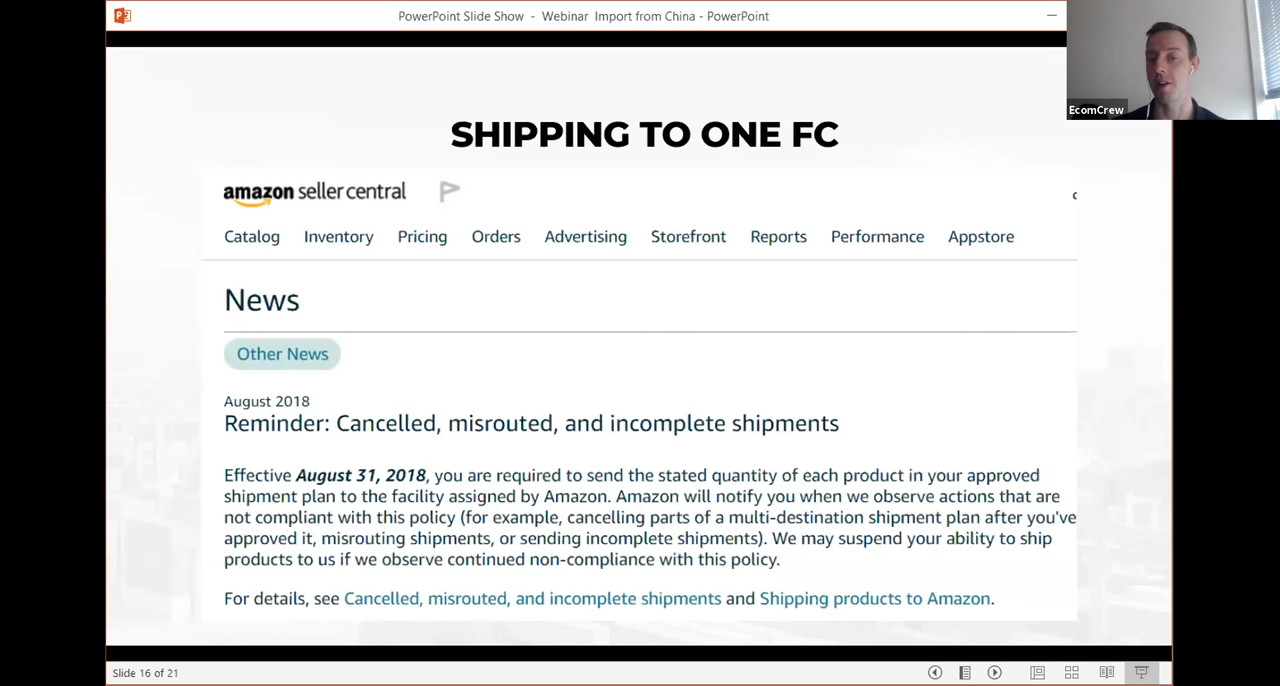 PowerPoint Slide Show - Webinar Import from China - PowerPoint
EcomCrew
SHIPPING TO ONE FC
amazon seller central
Catalog Inventory Pricing Orders Advertising Storefront Reports Performance Appstore
News
Other News
August 2018
Reminder: Cancelled, misrouted, and incomplete shipments
Effective August 31, 2018, you are required to send the stated quantity of each product in your approved
shipment plan to the facility assigned by Amazon. Amazon will notify you when we observe actions that are
not compliant with this policy (for example, cancelling parts of a multi-destination shipment plan after you've
approved it, misrouting shipments, or sending incomplete shipments). We may suspend your ability to ship
products to us if we observe continued non-compliance with this policy.
For details, see Cancelled, misrouted, and incomplete shipments and Shipping products to Amazon.
Slide 16 of 21